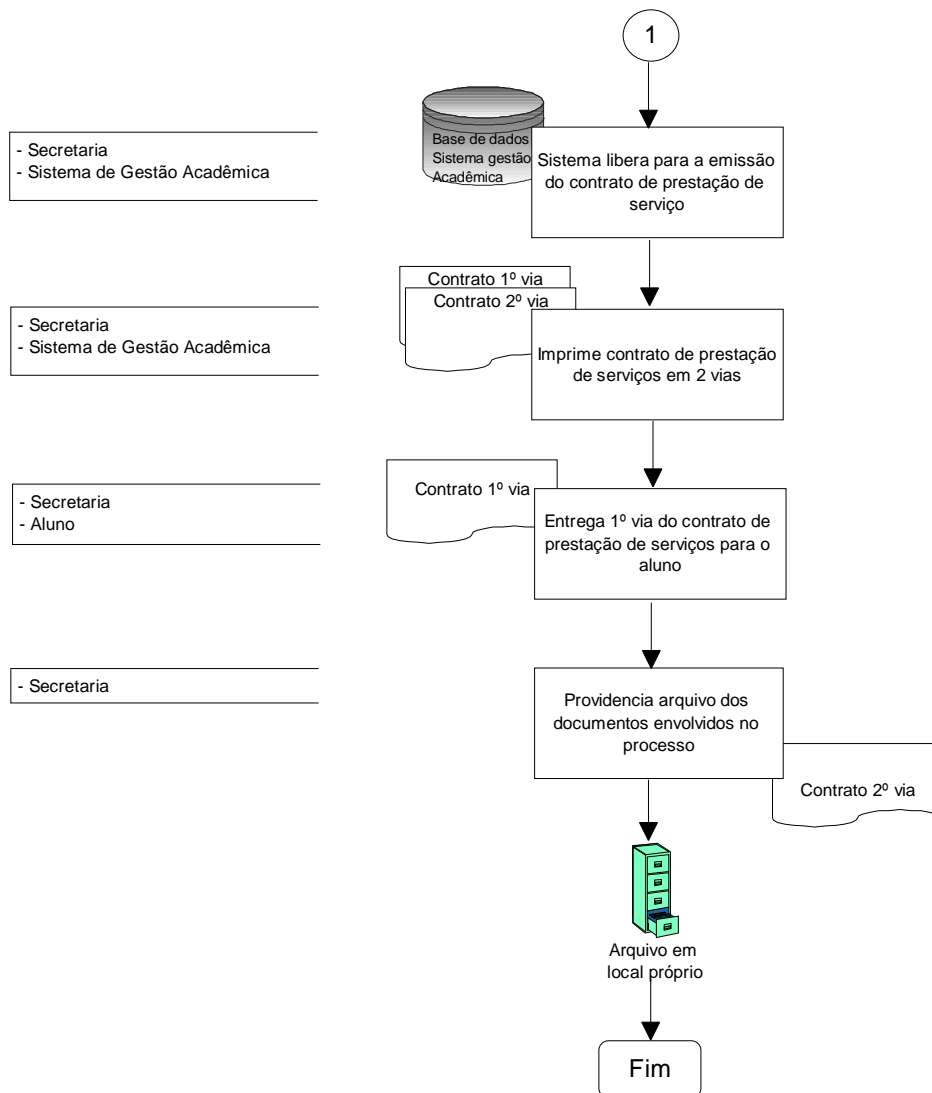 1
- Secretaria
- Sistema de Gestão Acadêmica
Base de dados
Sistema gestão
Acadêmica
Sistema libera para a emissão
do contrato de prestação de
serviço
- Secretaria
- Sistema de Gestão Acadêmica
Contrato 1º via
Contrato 2º via
Imprime contrato de prestação
de serviços em 2 vias
- Secretaria
- Aluno
Contrato 1º via
Entrega 1º via do contrato de
prestação de serviços para o
aluno
- Secretaria
Providencia arquivo dos
documentos envolvidos no
processo
Contrato 2º via
Arquivo em
local próprio
Fim